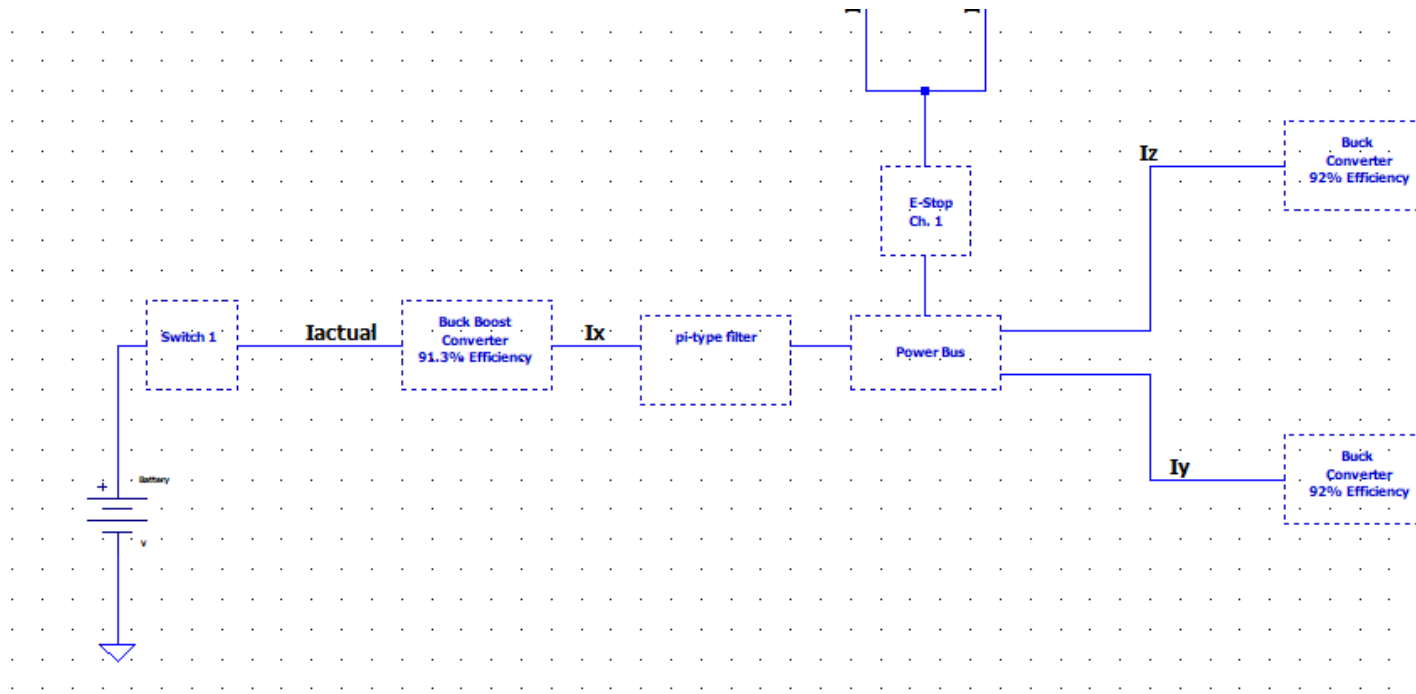 Iz
Buck
Converter
92% Efficiency
E-Stop
Ch. 1
Switch 1
Iactual
Buck Boost
Converter
91.3% Efficiency
Ix
pi-type filter
Power Bus
Iy
Buck
Converter
92% Efficiency
+
Battery
V